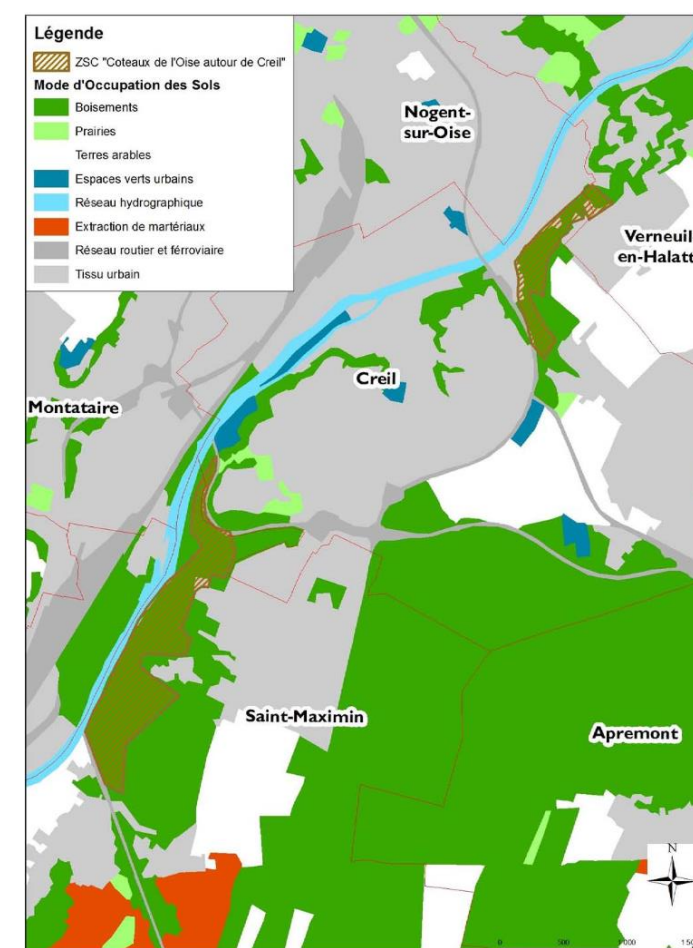 Légende
ZSC "Coteaux de l'Oise autour de Creil"
Mode d'Occupation des Sols
Boisements
Prairies
Terres arables
Espaces verts urbains
Réseau hydrographique
Extraction de martériaux
Réseau routier et férroviaire
Tissu urbain
Nogent-
sur-Oise
Verneuil
en-Halatt
Creil
Montataire
Saint-Maximin
Apremont
N
0 500 1 000